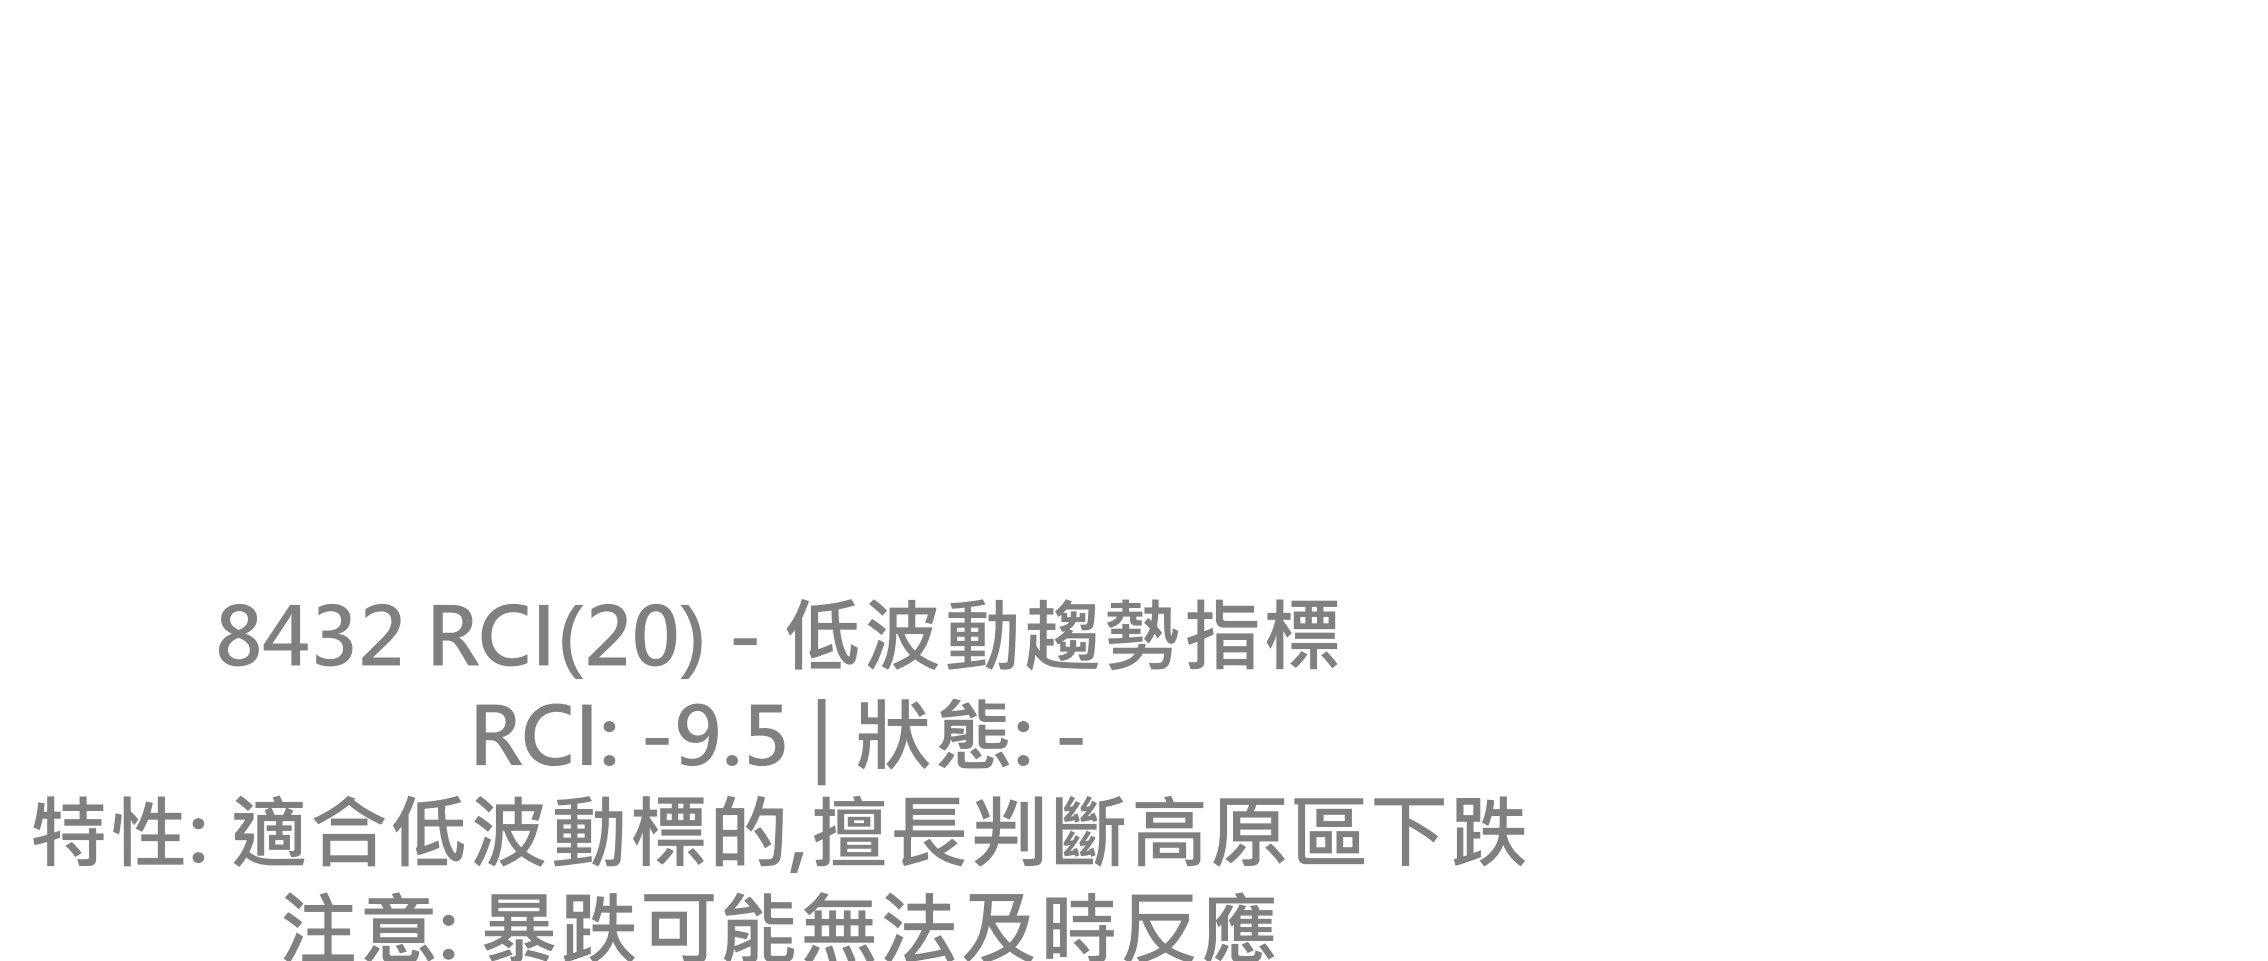 8432 RCI(20) - 低波動趨勢指標
RCI: -9.5 | 狀態: -
特性: 適合低波動標的,擅長判斷高原區下跌
注意: 暴跌可能無法及時反應